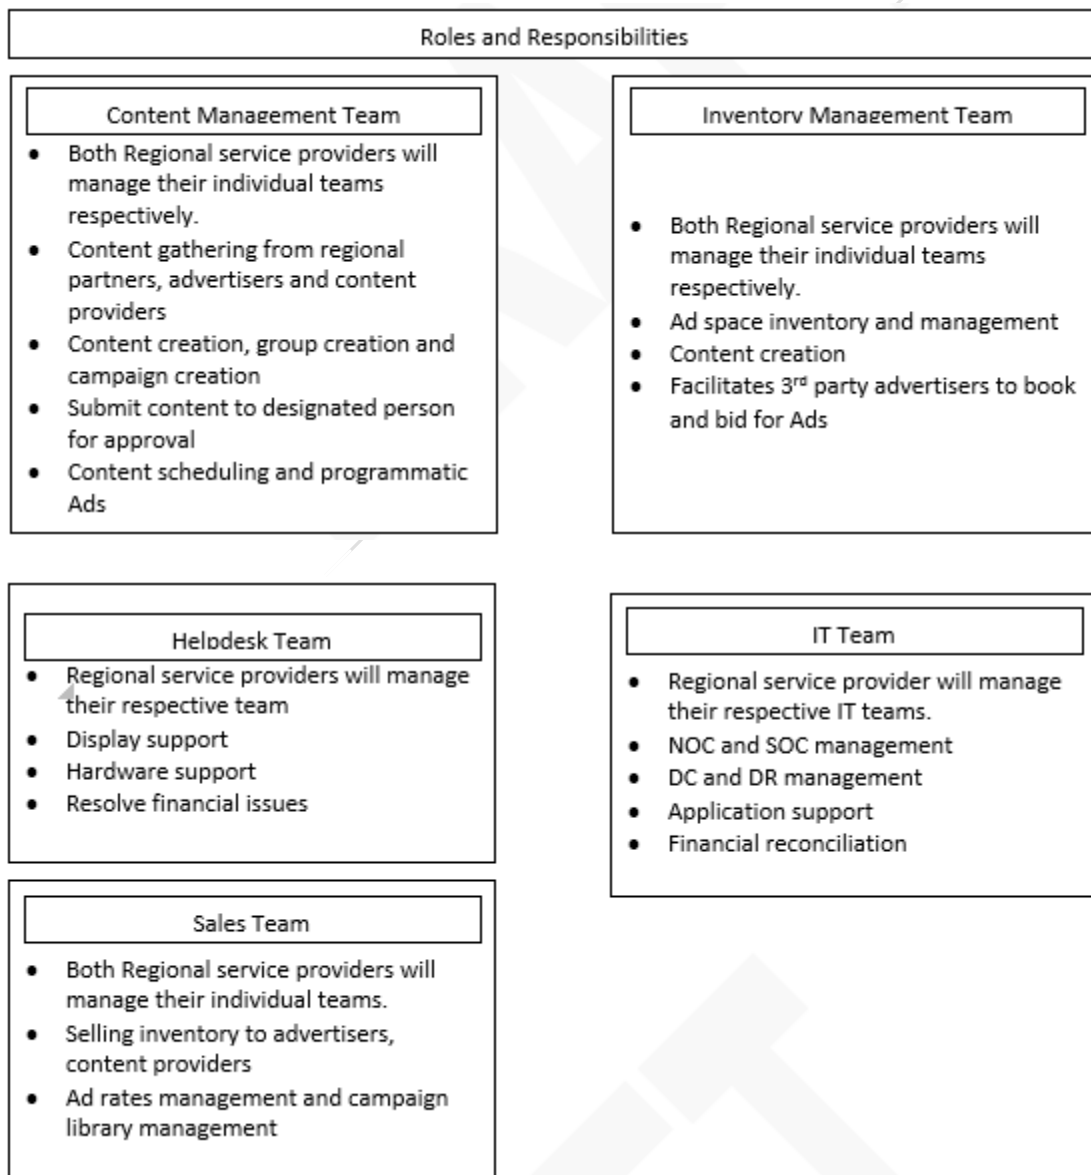 Roles and Responsibilities
Content Management Team
● Both Regional service providers will
manage their individual teams
respectively.
● Content gathering from regional
partners, advertisers and content
providers
● Content creation, group creation and
campaign creation
● Submit content to designated person
for approval
● Content scheduling and programmatic
Ads
Inventory Management Team
● Both Regional service providers will
manage their individual teams
respectively.
● Ad space inventory and management
● Content creation
● Facilitates 3rd party advertisers to book
and bid for Ads
Helpdesk Team
● Regional service providers will manage
their respective team
● Display support
● Hardware support
● Resolve financial issues
IT Team
● Regional service provider will manage
their respective IT teams.
● NOC and SOC management
● DC and DR management
● Application support
● Financial reconciliation
Sales Team
● Both Regional service providers will
manage their individual teams.
● Selling inventory to advertisers,
content providers
● Ad rates management and campaign
library management